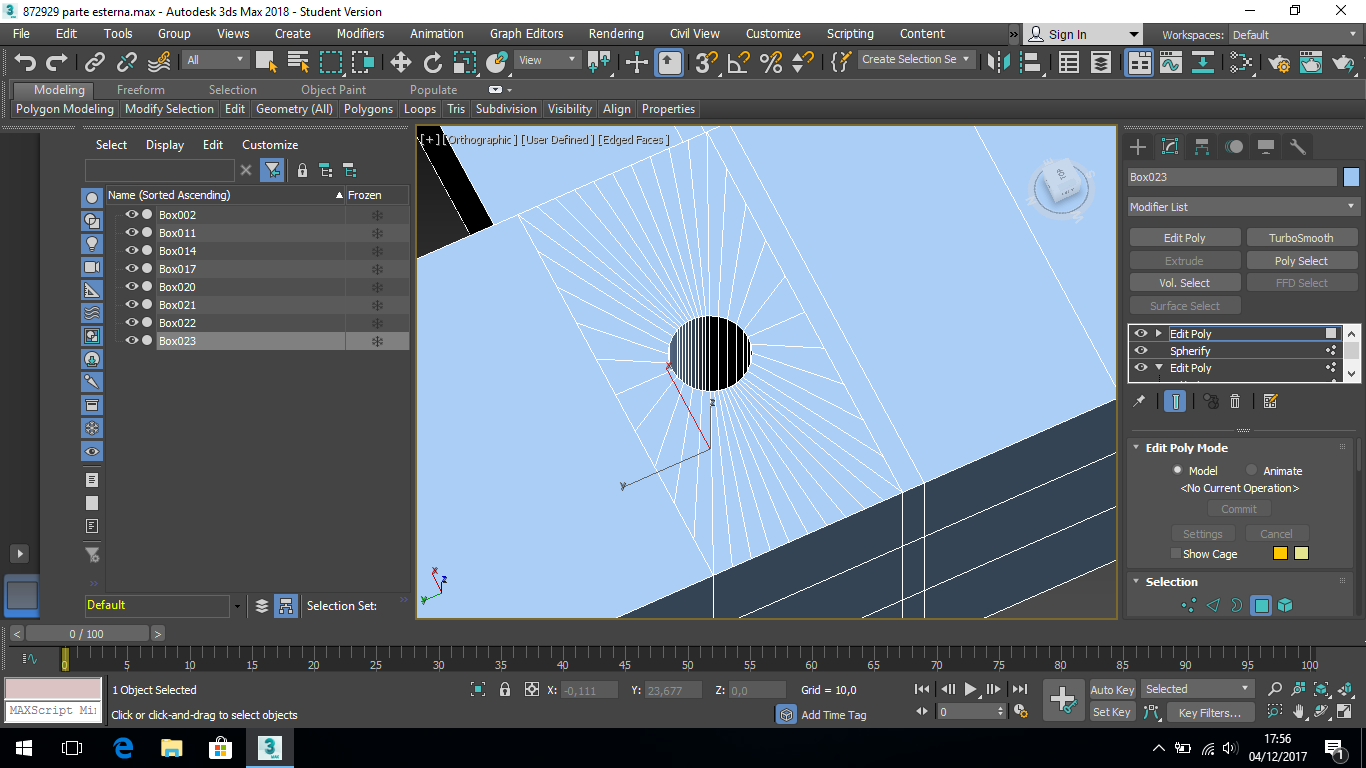 872929 parte esterna.max - Autodesk 3ds Max 2018 - Student Version
File Edit Tools Group Views Create Modifiers Animation Graph Editors Rendering Civil View Customize Scripting Content » Sign In Workspaces: Default
All View Create Selection Se
Modeling Freeform Selection Object Paint Populate
Polygon Modeling Modify Selection Edit Geometry (All) Polygons Loops Tris Subdivision Visibility Align Properties
Select Display Edit Customize
Name (Sorted Ascending) Frozen
Box002
Box011
Box014
Box017
Box020
Box021
Box022
Box023
Default Selection Set:
[+] [Orthographic ] [User Defined ] [Edged Faces ]
x
z
y
x
z
y
Box023
Modifier List
Edit Poly TurboSmooth
Extrude Poly Select
Vol. Select FFD Select
Surface Select
Edit Poly
Spherify
Edit Poly
Edit Poly Mode
Model Animate
<No Current Operation>
Commit
Settings Cancel
Show Cage
Selection
< 0 / 100 >
0 5 10 15 20 25 30 35 40 45 50 55 60 65 70 75 80 85 90 95 100
1 Object Selected X: -0,111 Y: 23,677 Z: 0,0 Grid = 10,0 Auto Key Selected
MAXScript Mi Click or click-and-drag to select objects Add Time Tag 0 Set Key Key Filters...
17:56
04/12/2017
1